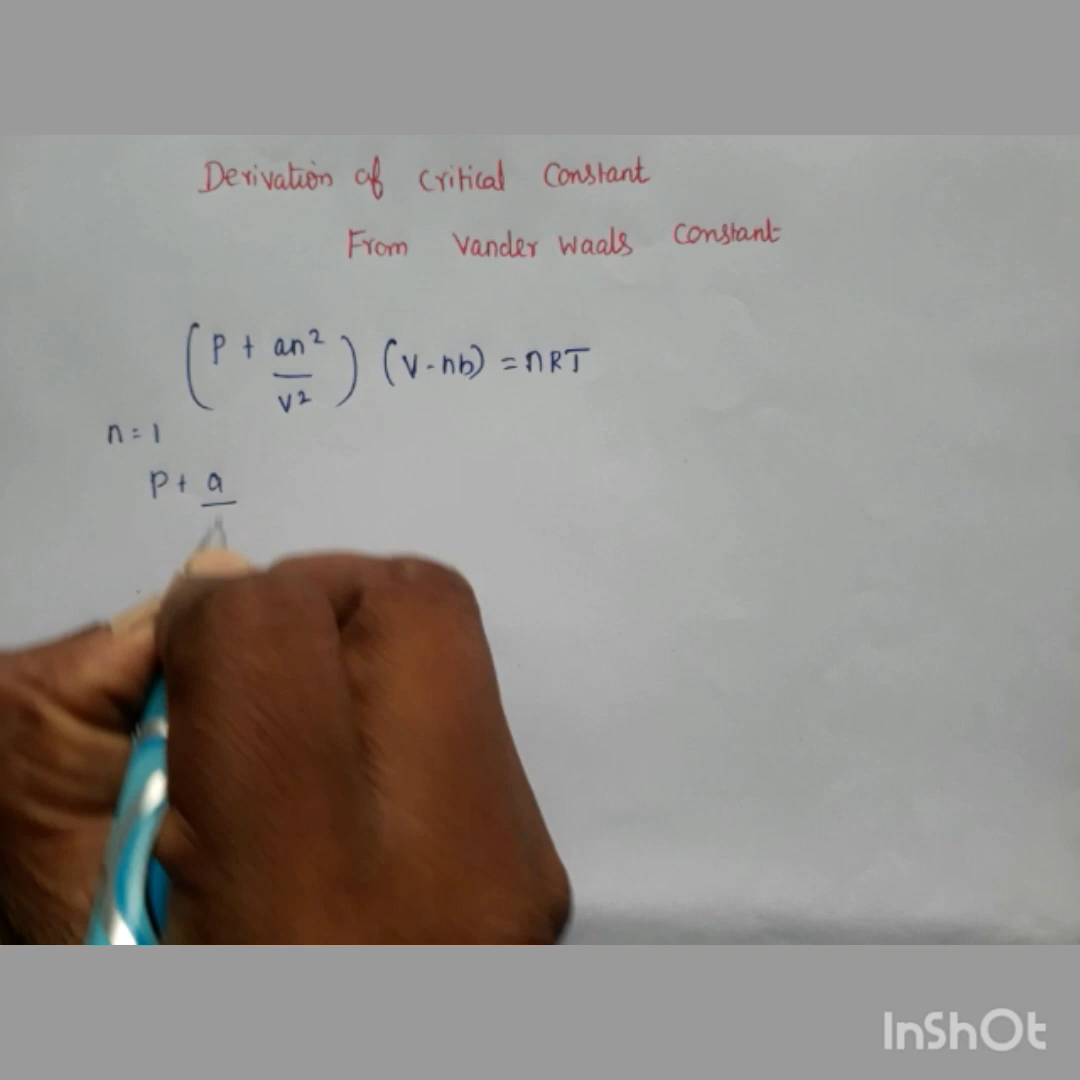 Derivation of Critical Constant
From Vander Waals Constant
(P + an²/V²) (V - nb) = nRT
n = 1
P + a
InShOt